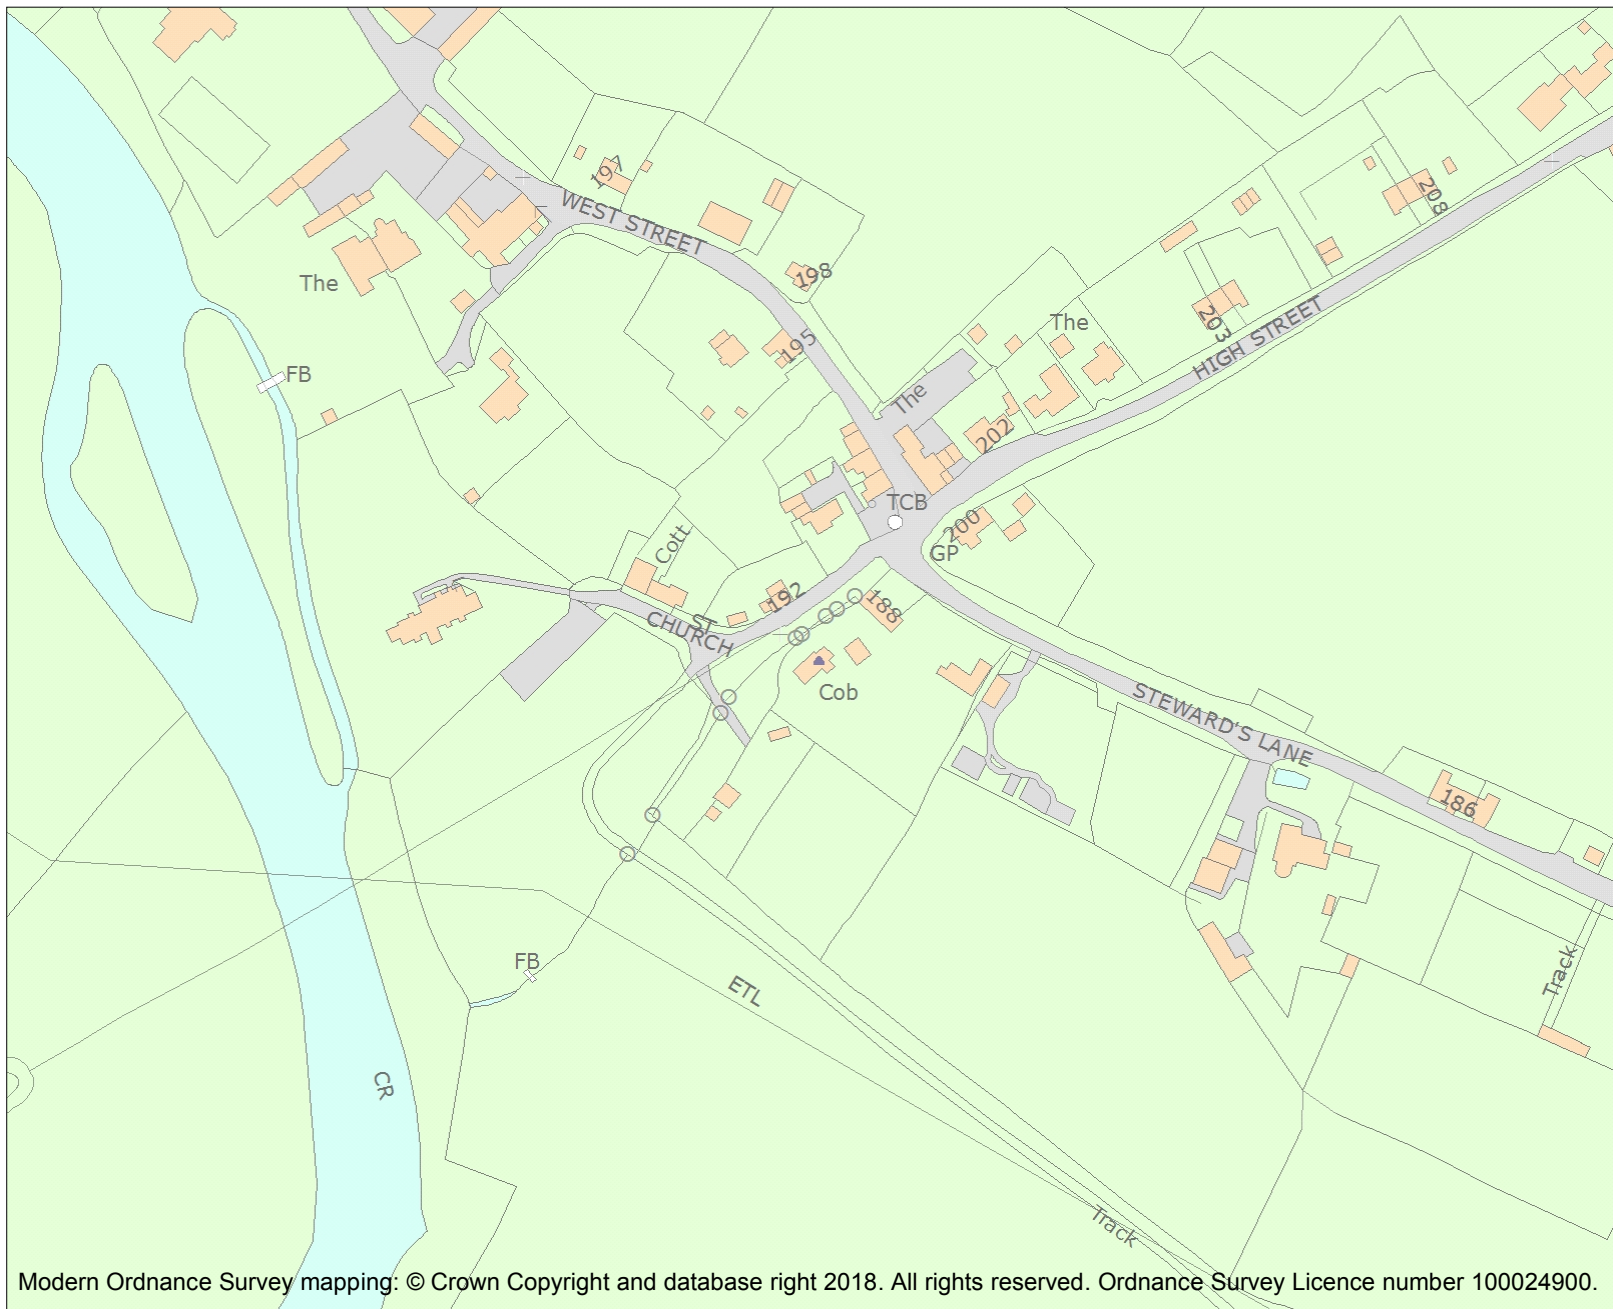 197
WEST STREET
208
The
198
203
HIGH STREET
The
195
FB
The
202
TCB
200
GP
Cott
192
188
CHURCH
ST
Cob
STEWARD'S LANE
186
FB
ETL
Track
CR
Track
Modern Ordnance Survey mapping: © Crown Copyright and database right 2018. All rights reserved. Ordnance Survey Licence number 100024900.